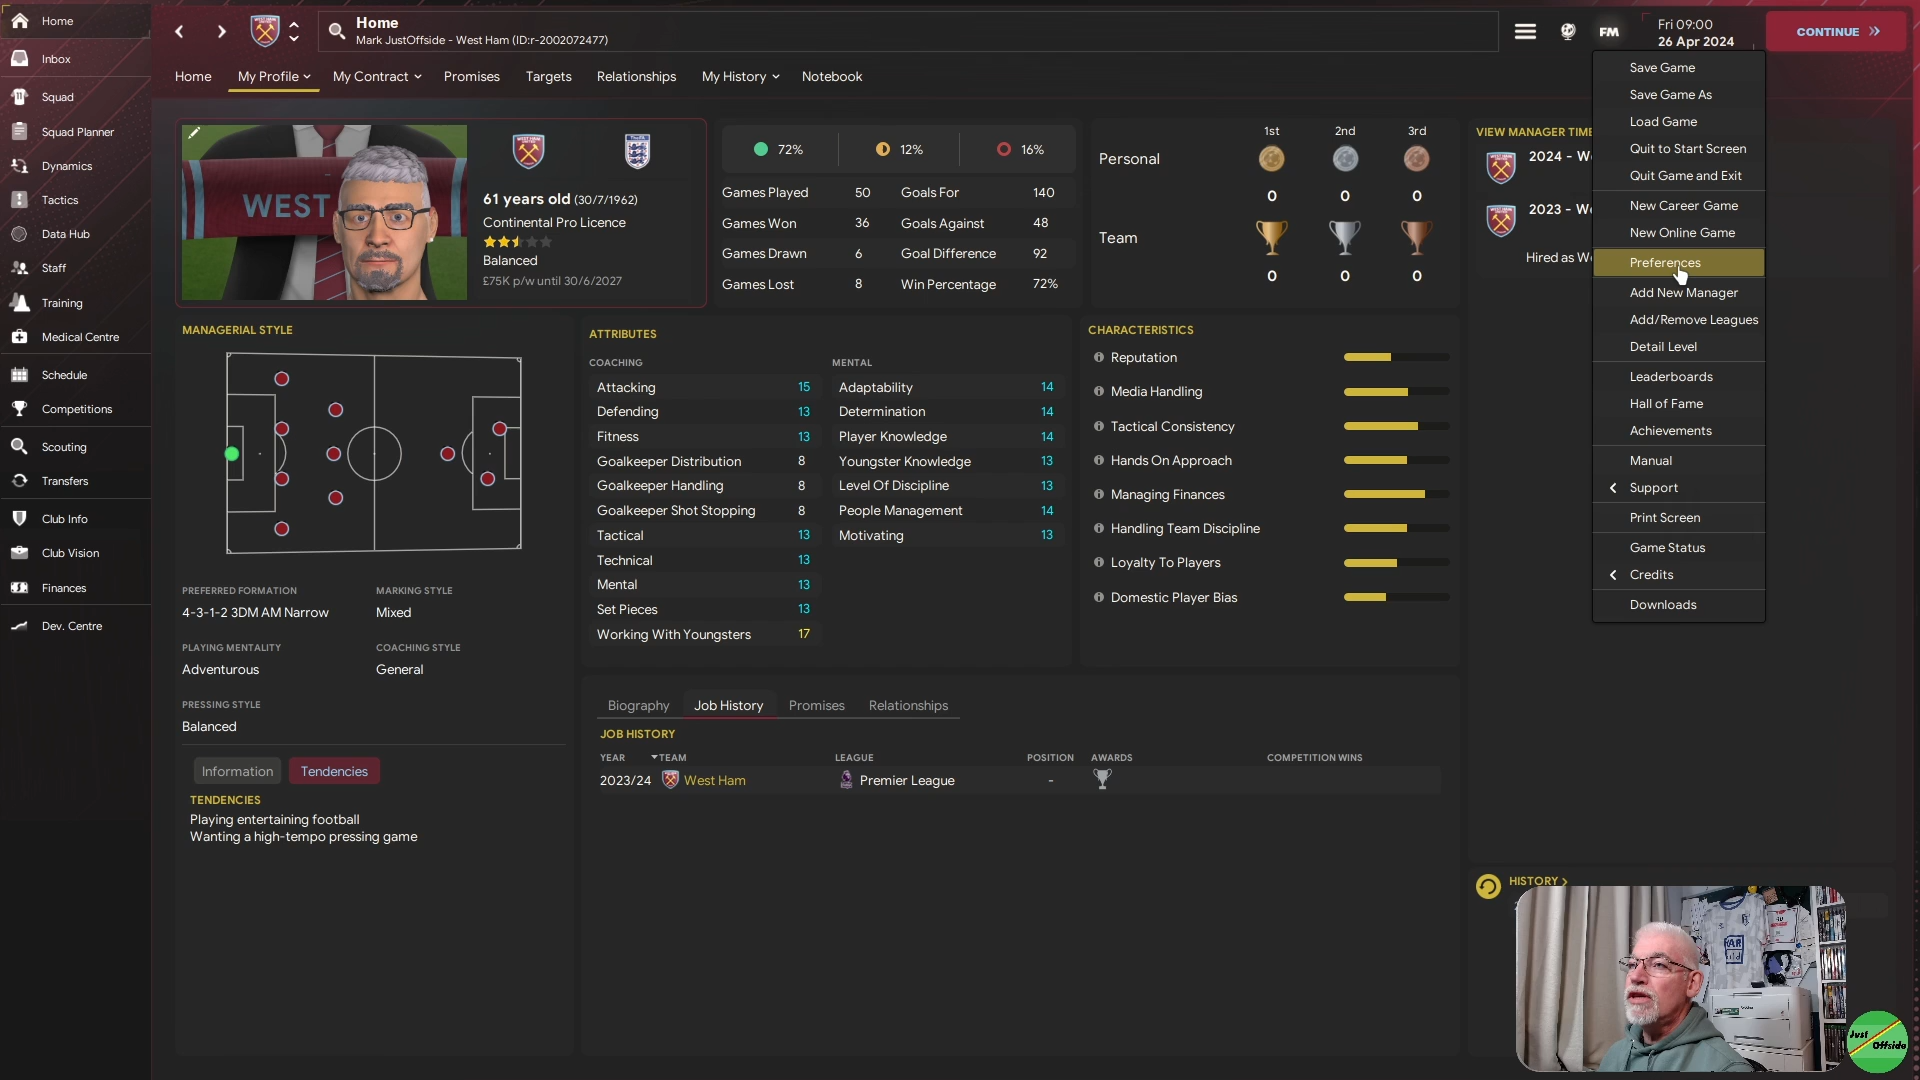 Home
Inbox
Squad
Squad Planner
Dynamics
Tactics
Data Hub
Staff
Training
Medical Centre
Schedule
Competitions
Scouting
Transfers
Club Info
Club Vision
Finances
Dev. Centre
Home
Mark JustOffside - West Ham (ID:r-2002072477)
FM
Fri 09:00
26 Apr 2024
CONTINUE
Home My Profile My Contract Promises Targets Relationships My History Notebook
WEST
61 years old (30/7/1962)
Continental Pro Licence
Balanced
£75K p/w until 30/6/2027
72% 12% 16%
Games Played 50 Goals For 140
Games Won 36 Goals Against 48
Games Drawn 6 Goal Difference 92
Games Lost 8 Win Percentage 72%
1st 2nd 3rd
Personal
0 0 0
Team
0 0 0
VIEW MANAGER TIME
2024 - We
2023 - We
Hired as We
Save Game
Save Game As
Load Game
Quit to Start Screen
Quit Game and Exit
New Career Game
New Online Game
Preferences
Add New Manager
Add/Remove Leagues
Detail Level
Leaderboards
Hall of Fame
Achievements
Manual
Support
Print Screen
Game Status
Credits
Downloads
MANAGERIAL STYLE
PREFERRED FORMATION MARKING STYLE
4-3-1-2 3DM AM Narrow Mixed
PLAYING MENTALITY COACHING STYLE
Adventurous General
PRESSING STYLE
Balanced
Information Tendencies
TENDENCIES
Playing entertaining football
Wanting a high-tempo pressing game
ATTRIBUTES
COACHING MENTAL
Attacking 15 Adaptability 14
Defending 13 Determination 14
Fitness 13 Player Knowledge 14
Goalkeeper Distribution 8 Youngster Knowledge 13
Goalkeeper Handling 8 Level Of Discipline 13
Goalkeeper Shot Stopping 8 People Management 14
Tactical 13 Motivating 13
Technical 13
Mental 13
Set Pieces 13
Working With Youngsters 17
CHARACTERISTICS
Reputation
Media Handling
Tactical Consistency
Hands On Approach
Managing Finances
Handling Team Discipline
Loyalty To Players
Domestic Player Bias
Biography Job History Promises Relationships
JOB HISTORY
YEAR TEAM LEAGUE POSITION AWARDS COMPETITION WINS
2023/24 West Ham Premier League -
HISTORY
Just
Offside